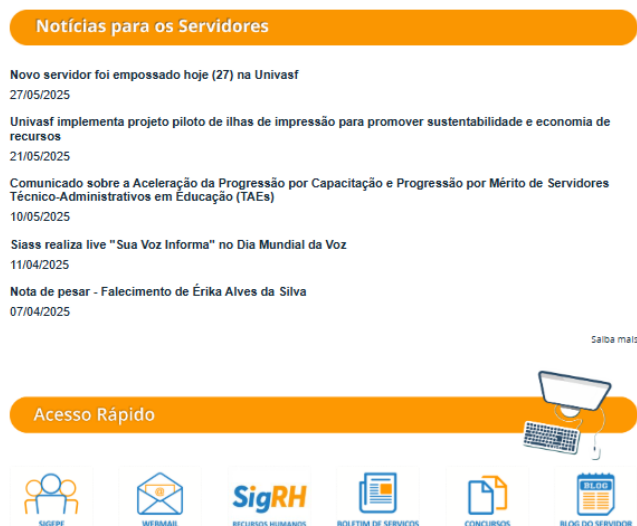 Notícias para os Servidores
Novo servidor foi empossado hoje (27) na Univasf
27/05/2025
Univasf implementa projeto piloto de ilhas de impressão para promover sustentabilidade e economia de
recursos
21/05/2025
Comunicado sobre a Aceleração da Progressão por Capacitação e Progressão por Mérito de Servidores
Técnico-Administrativos em Educação (TAEs)
10/05/2025
Siass realiza live "Sua Voz Informa" no Dia Mundial da Voz
11/04/2025
Nota de pesar - Falecimento de Érika Alves da Silva
07/04/2025
Saiba mais
Acesso Rápido
@
SigRH
BLOG
SIGEPE WEBMAIL RECURSOS HUMANOS BOLETIM DE SERVIÇOS CONCURSOS BLOG DO SERVIDOR